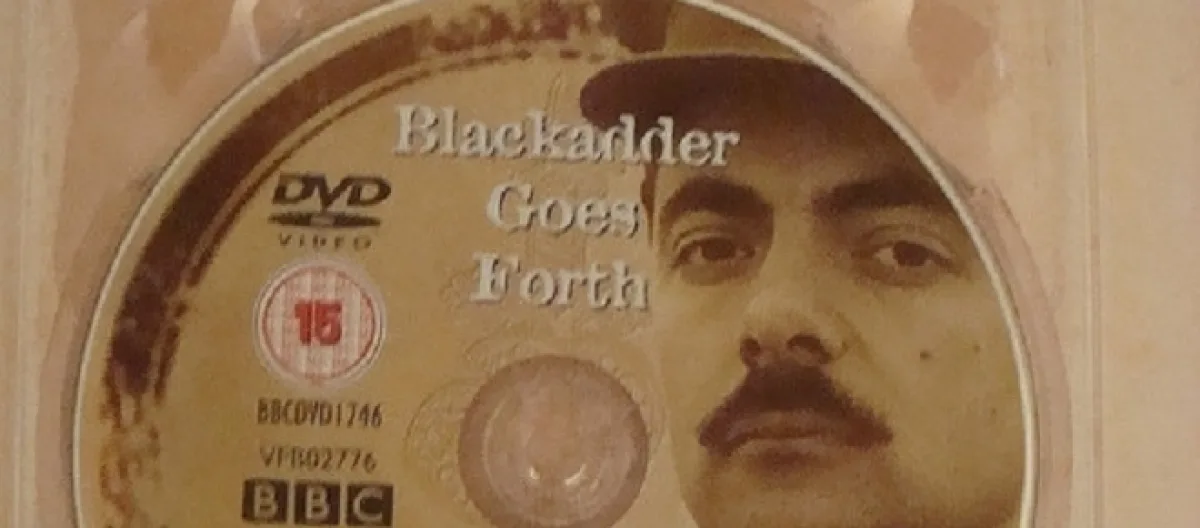 Blackadder
Goes
Forth
DVD
VIDEO
15
BBCDVD1746
VFB02776
BBC